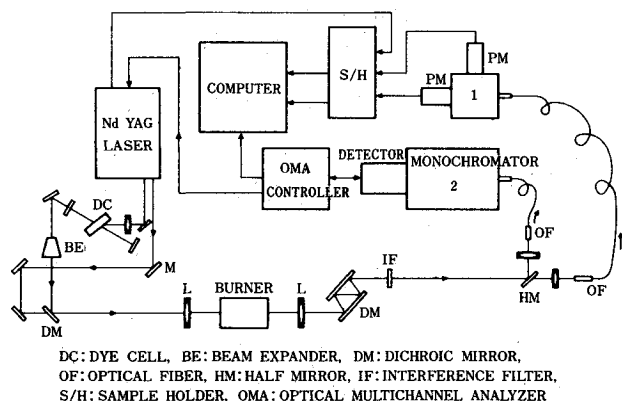 PM
PM
1
S/H
COMPUTER
Nd YAG
LASER
DETECTOR
MONOCHROMATOR
2
OMA
CONTROLLER
DC
BE
OF
M
IF
HM
OF
L
BURNER
L
DM
DM
DC: DYE CELL, BE: BEAM EXPANDER, DM: DICHROIC MIRROR,
OF: OPTICAL FIBER, HM: HALF MIRROR, IF: INTERFERENCE FILTER,
S/H: SAMPLE HOLDER, OMA: OPTICAL MULTICHANNEL ANALYZER